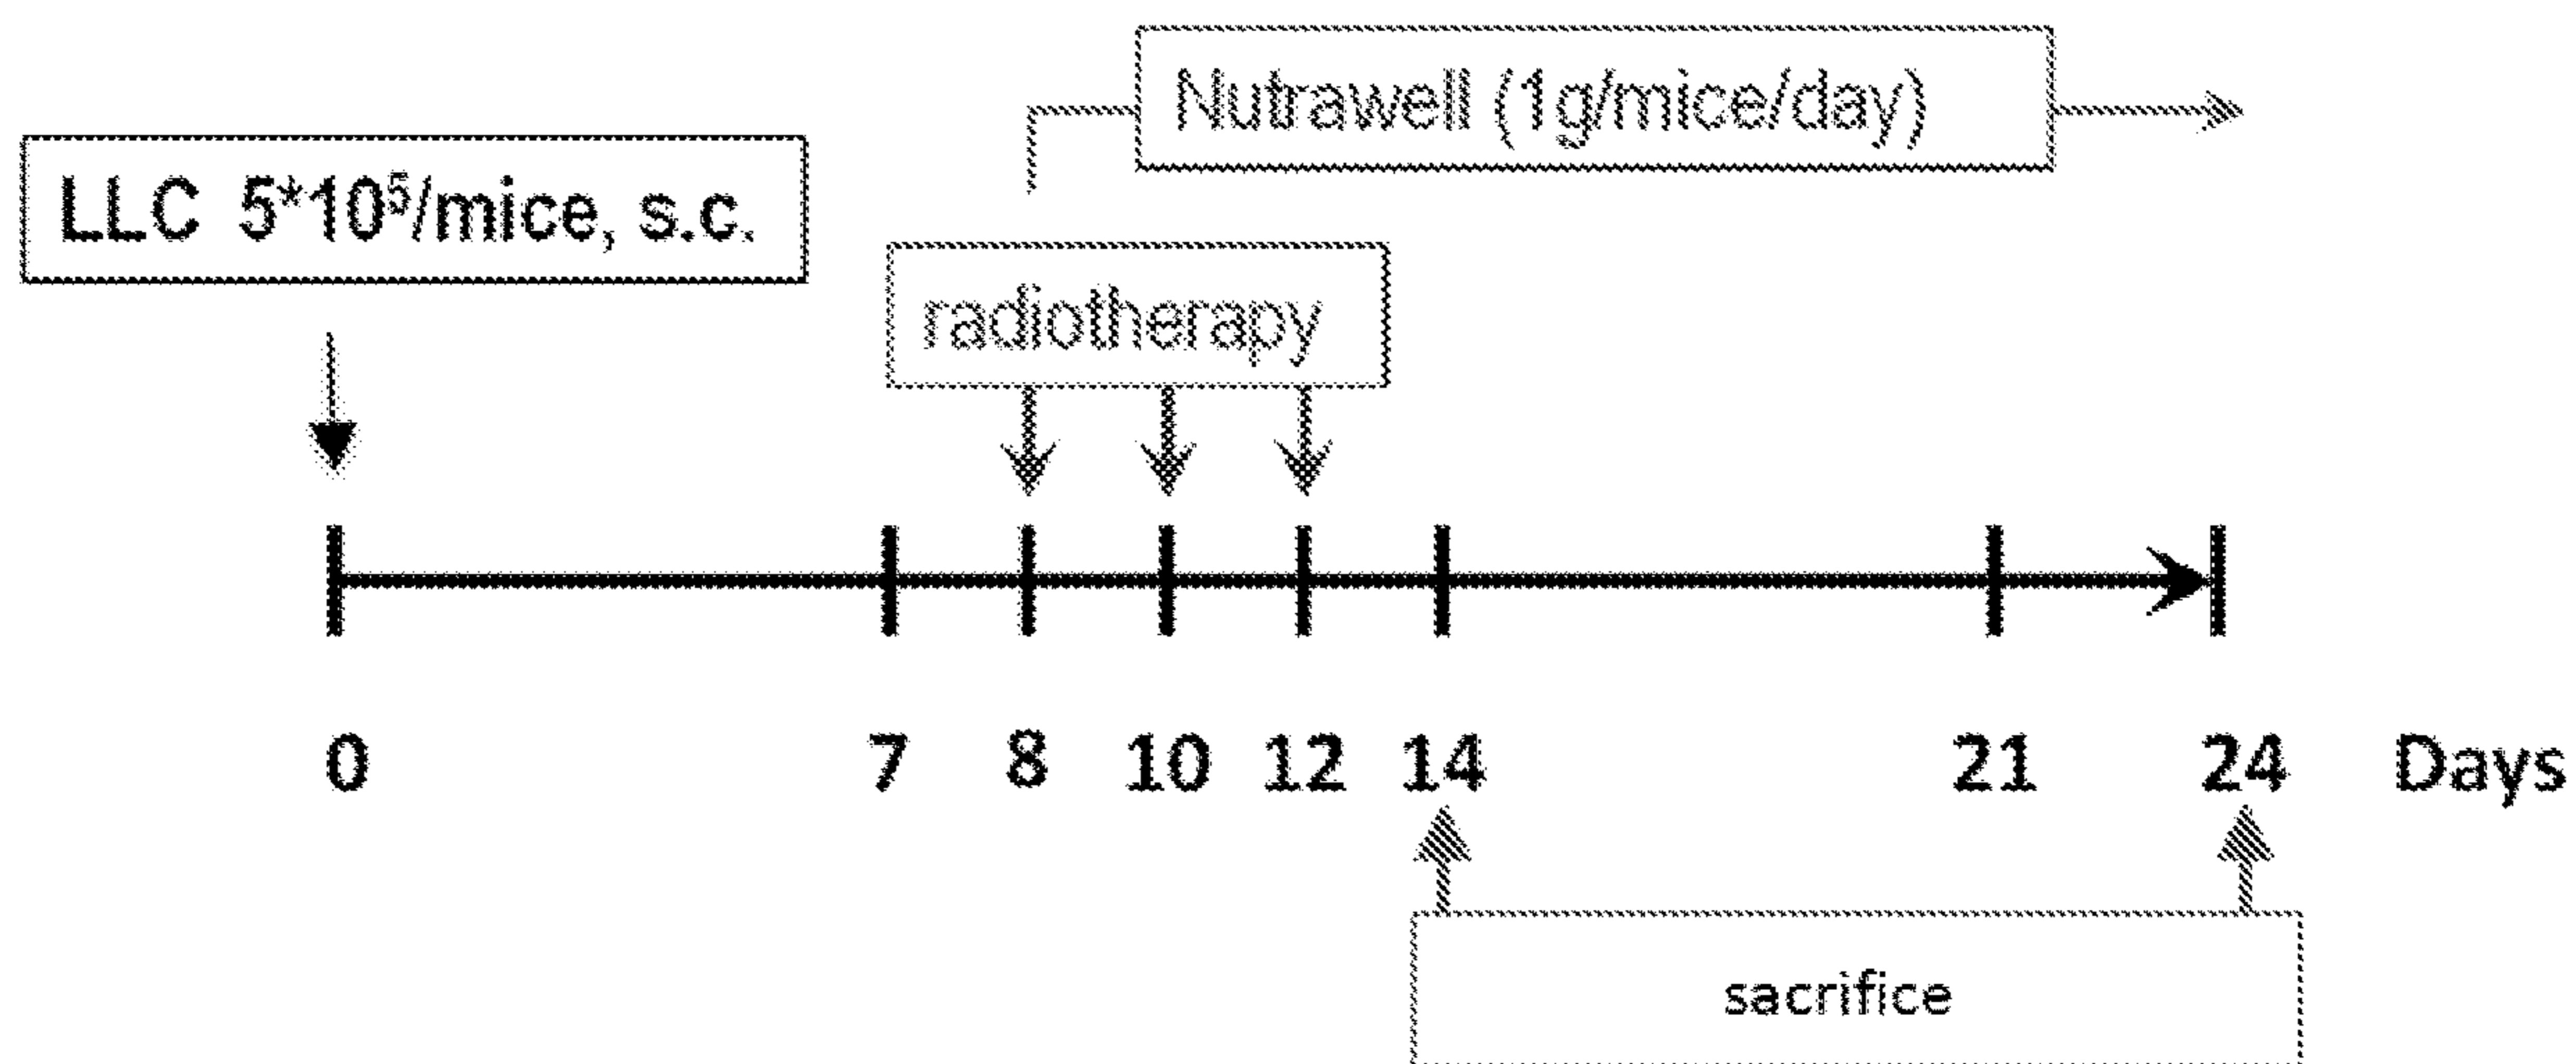 Nutrawell (1g/mice/day)
LLC 5*10⁵/mice, s.c.
radiotherapy
0 7 8 10 12 14 21 24 Days
sacrifice